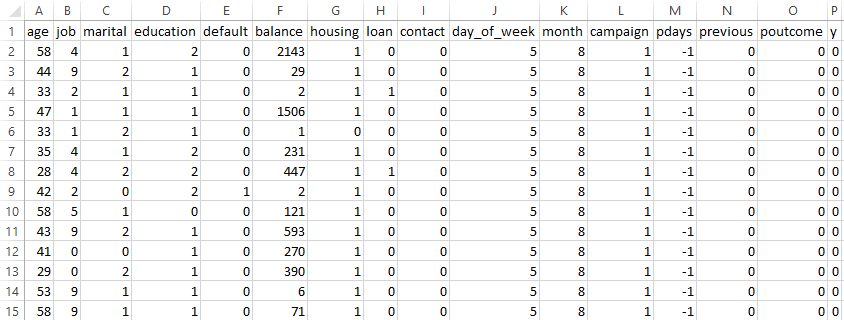 A B C D E F G H I J K L M N O P
1 age job marital education default balance housing loan contact day_of_week month campaign pdays previous poutcome y
2 58 4 1 2 0 2143 1 0 0 5 8 1 -1 0 0 0
3 44 9 2 1 0 29 1 0 0 5 8 1 -1 0 0 0
4 33 2 1 1 0 2 1 1 0 5 8 1 -1 0 0 0
5 47 1 1 1 0 1506 1 0 0 5 8 1 -1 0 0 0
6 33 1 2 1 0 1 0 0 0 5 8 1 -1 0 0 0
7 35 4 1 2 0 231 1 0 0 5 8 1 -1 0 0 0
8 28 4 2 2 0 447 1 1 0 5 8 1 -1 0 0 0
9 42 2 0 2 1 2 1 0 0 5 8 1 -1 0 0 0
10 58 5 1 0 0 121 1 0 0 5 8 1 -1 0 0 0
11 43 9 2 1 0 593 1 0 0 5 8 1 -1 0 0 0
12 41 0 0 1 0 270 1 0 0 5 8 1 -1 0 0 0
13 29 0 2 1 0 390 1 0 0 5 8 1 -1 0 0 0
14 53 9 1 1 0 6 1 0 0 5 8 1 -1 0 0 0
15 58 9 1 1 0 71 1 0 0 5 8 1 -1 0 0 0